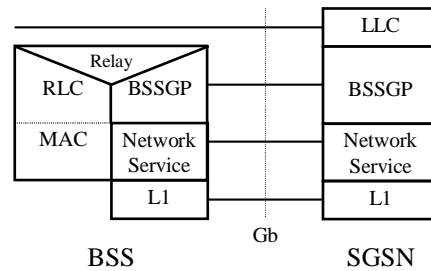 LLC
Relay
RLC
BSSGP
BSSGP
MAC
Network
Service
Network
Service
L1
L1
Gb
BSS
SGSN